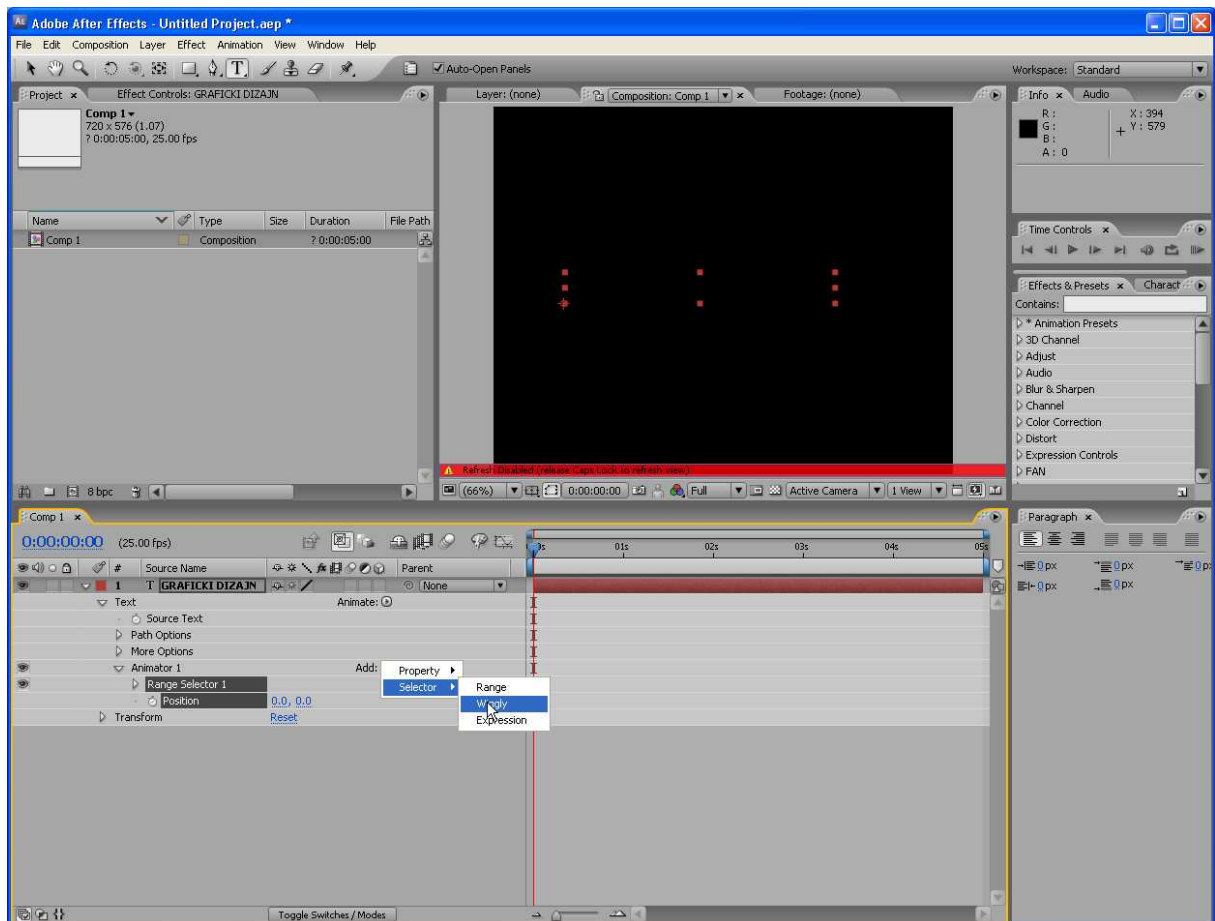 Adobe After Effects - Untitled Project.aep *
File Edit Composition Layer Effect Animation View Window Help
Auto-Open Panels
Workspace: Standard
Project × Effect Controls: GRAFICKI DIZAJN
Comp 1
720 x 576 (1.07)
? 0:00:05:00, 25.00 fps
Name Type Size Duration File Path
Comp 1 Composition ? 0:00:05:00
8 bpc
Layer: (none) Composition: Comp 1 × Footage: (none)
Refresh Disabled (release Caps Lock to refresh view)
(66%) 0:00:00:00 Full Active Camera 1 View
Info × Audio
R: X: 394
G: Y: 579
B:
A: 0
Time Controls ×
Effects & Presets × Charact
Contains:
* Animation Presets
3D Channel
Adjust
Audio
Blur & Sharpen
Channel
Color Correction
Distort
Expression Controls
FAN
Comp 1 ×
0:00:00:00 (25.00 fps)
01s 02s 03s 04s 05s
# Source Name Parent
1 T GRAFICKI DIZAJN None
Text Animate:
Source Text
Path Options
More Options
Animator 1 Add:
Range Selector 1
Position 0.0, 0.0
Transform Reset
Property
Selector
Range
Wiggly
Expression
Toggle Switches / Modes
Paragraph ×
0 px 0 px 0 p
0 px 0 px